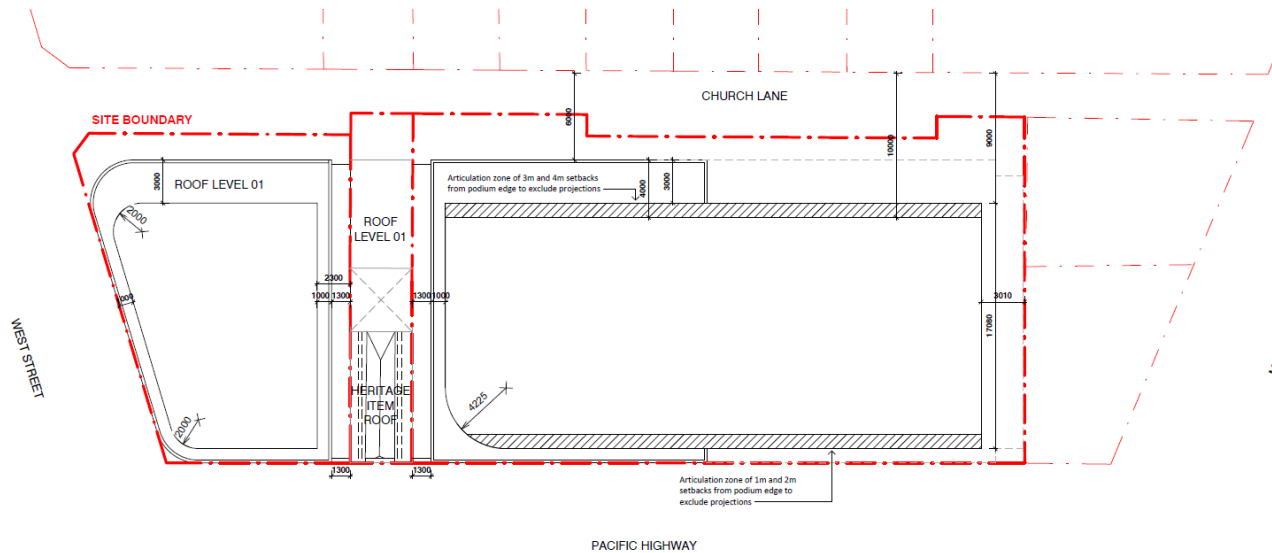 CHURCH LANE
SITE BOUNDARY
6000
10000
9000
ROOF LEVEL 01
3000
Articulation zone of 3m and 4m setbacks
from podium edge to exclude projections
4000
3000
2000
ROOF
LEVEL 01
2300
1000
1300
1300
1000
3010
17080
WEST STREET
HERITAGE
ITEM
ROOF
4225
2000
1300
1300
Articulation zone of 1m and 2m
setbacks from podium edge to
exclude projections
PACIFIC HIGHWAY